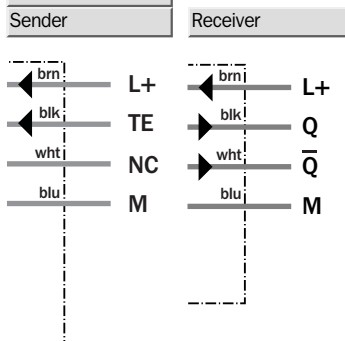 Sender
brn L+
blk TE
wht NC
blu M
Receiver
brn L+
blk Q
wht Q̅
blu M